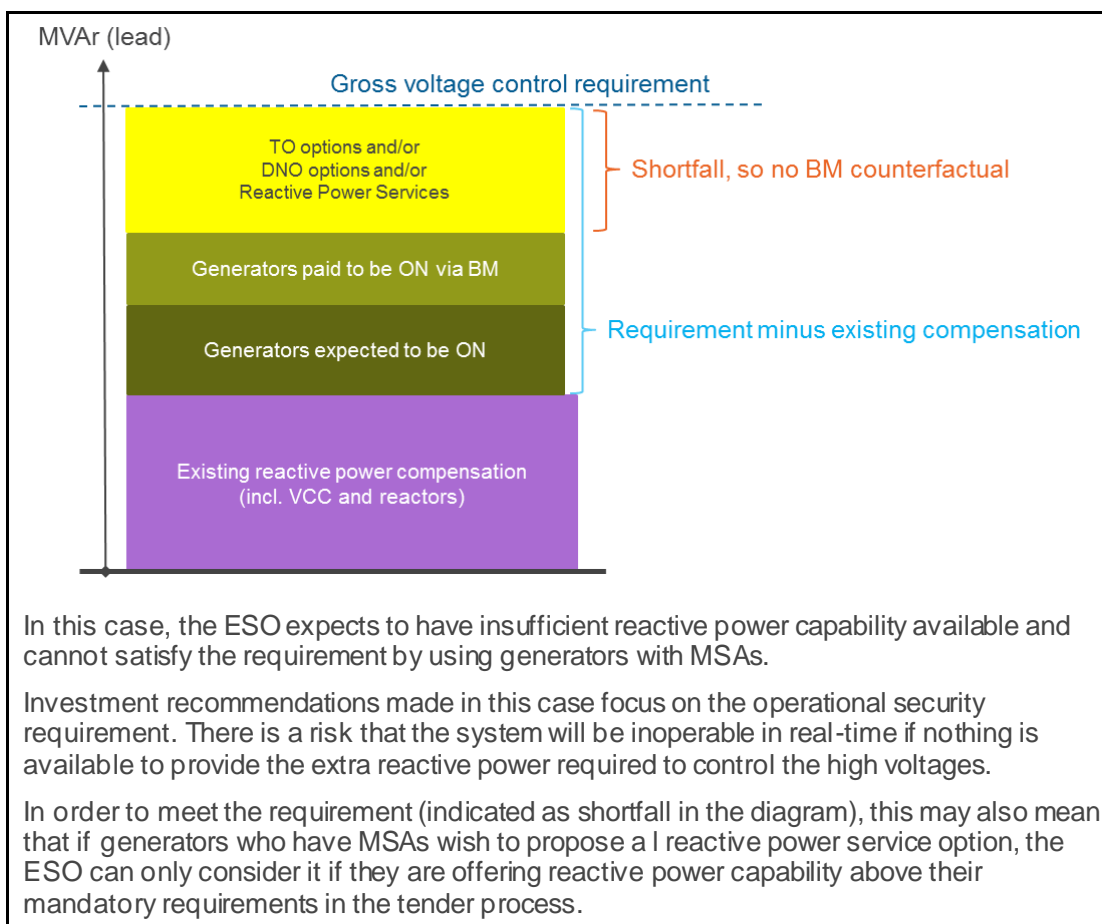 MVAr (lead)
Gross voltage control requirement
TO options and/or
DNO options and/or
Reactive Power Services
Shortfall, so no BM counterfactual
Generators paid to be ON via BM
Requirement minus existing compensation
Generators expected to be ON
Existing reactive power compensation
(incl. VCC and reactors)
In this case, the ESO expects to have insufficient reactive power capability available and
cannot satisfy the requirement by using generators with MSAs.
Investment recommendations made in this case focus on the operational security
requirement. There is a risk that the system will be inoperable in real-time if nothing is
available to provide the extra reactive power required to control the high voltages.
In order to meet the requirement (indicated as shortfall in the diagram), this may also mean
that if generators who have MSAs wish to propose a l reactive power service option, the
ESO can only consider it if they are offering reactive power capability above their
mandatory requirements in the tender process.